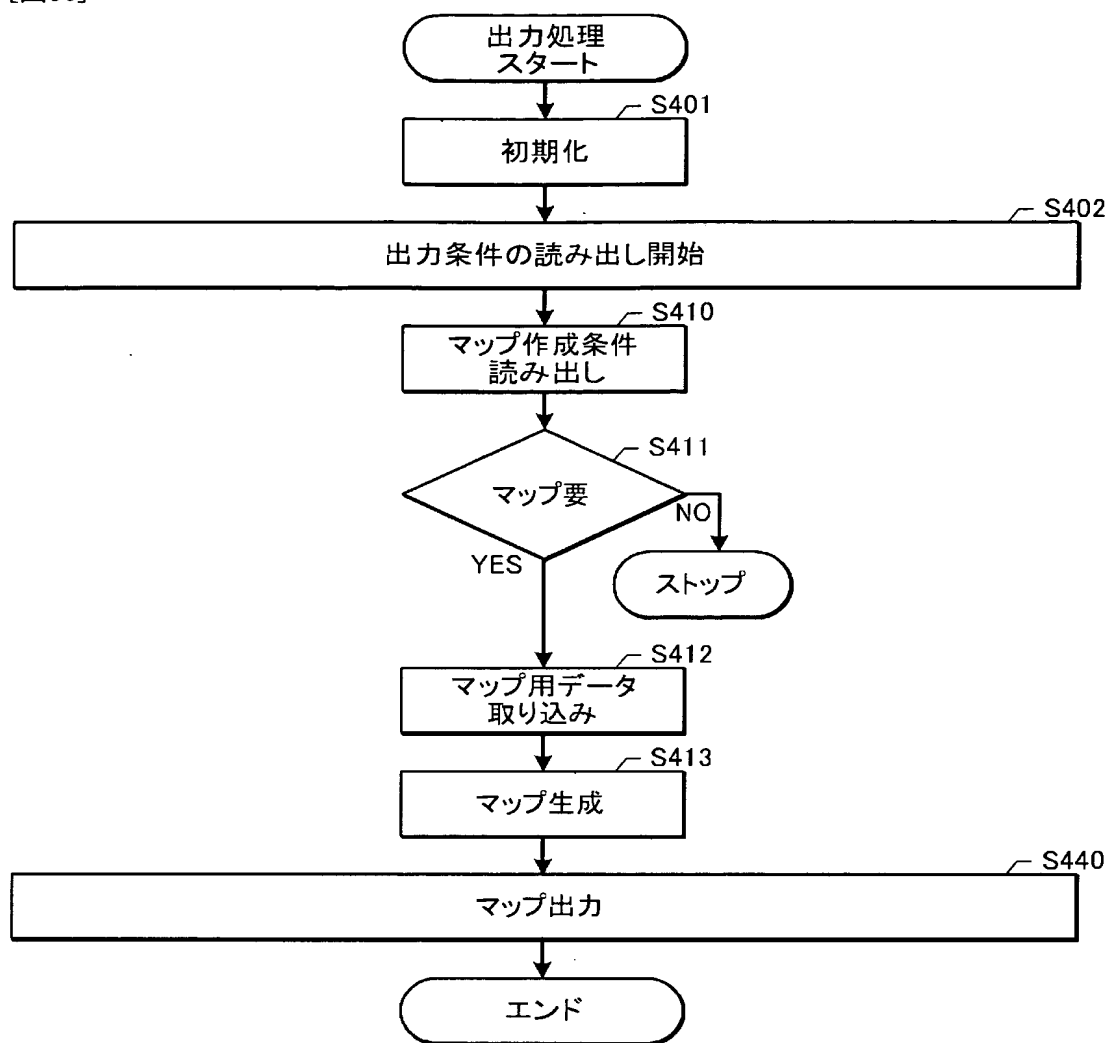 出力処理
スタート
S401
初期化
S402
出力条件の読み出し開始
S410
マップ作成条件
読み出し
S411
マップ要
NO
YES
ストップ
S412
マップ用データ
取り込み
S413
マップ生成
S440
マップ出力
エンド